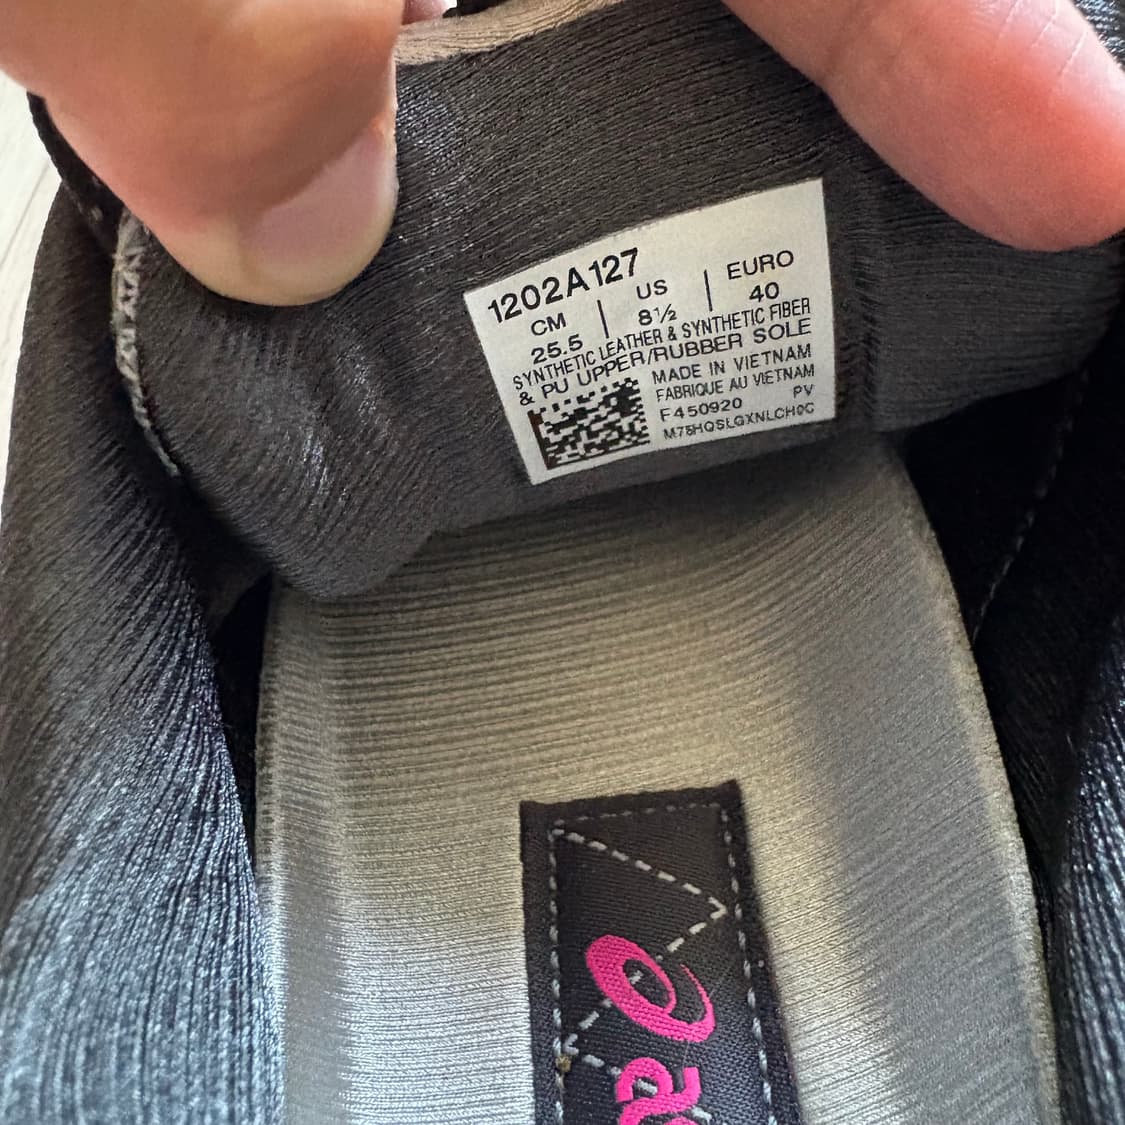 1202A127
CM | US | EURO
25.5 | 8½ | 40
SYNTHETIC LEATHER & SYNTHETIC FIBER
& PU UPPER/RUBBER SOLE
MADE IN VIETNAM
FABRIQUE AU VIETNAM
F450920 PV